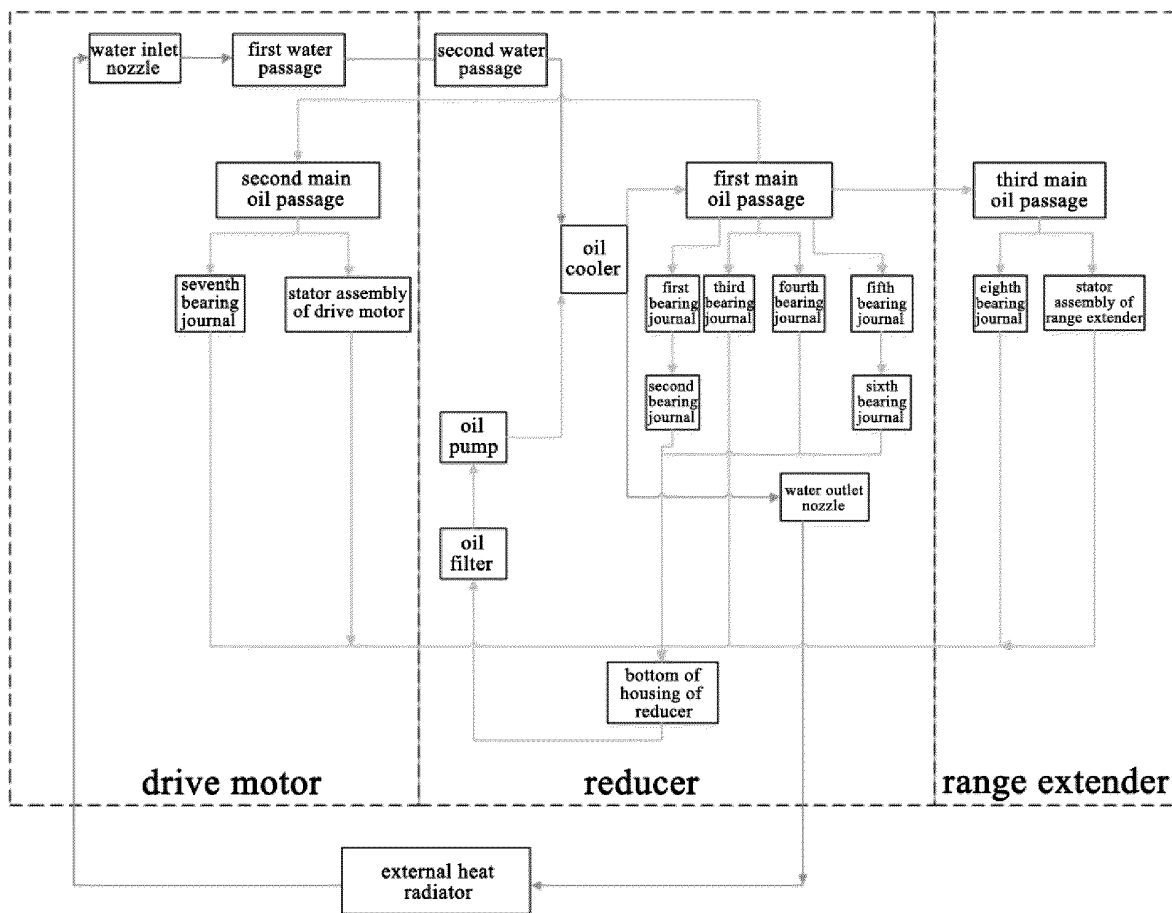 water inlet
nozzle
first water
passage
second water
passage
second main
oil passage
first main
oil passage
third main
oil passage
oil
cooler
seventh
bearing
journal
stator assembly
of drive motor
first
bearing
journal
third
bearing
journal
fourth
bearing
journal
fifth
bearing
journal
eighth
bearing
journal
stator
assembly of
range extender
second
bearing
journal
sixth
bearing
journal
oil
pump
water outlet
nozzle
oil
filter
bottom of
housing of
reducer
drive motor
reducer
range extender
external heat
radiator